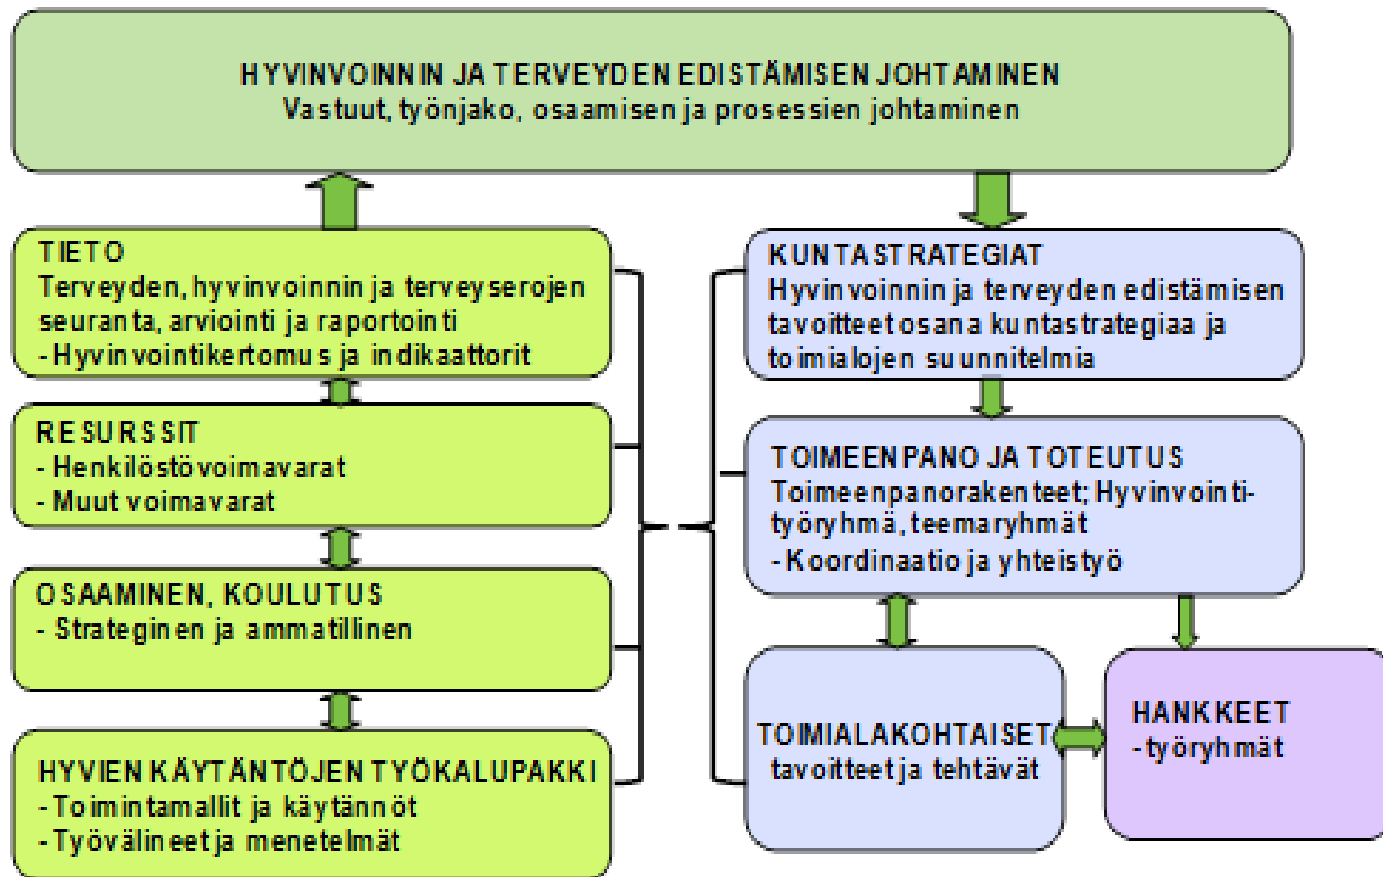 HYVINVOINNIN JA TERVEYDEN EDISTÄMISEN JOHTAMINEN
Vastuut, työnjako, osaamisen ja prosessien johtaminen
TIETO
Terveyden, hyvinvoinnin ja terveyserojen
seuranta, arviointi ja raportointi
- Hyvinvointikertomus ja indikaattorit
RESURSSIT
- Henkilöstövoimavarat
- Muut voimavarat
OSAAMINEN, KOULUTUS
- Strateginen ja ammatillinen
HYVIEN KÄYTÄNTÖJEN TYÖKALUPAKKI
- Toimintamallit ja käytännöt
- Työvälineet ja menetelmät
KUNTASTRATEGIAT
Hyvinvoinnin ja terveyden edistämisen
tavoitteet osana kuntastrategiaa ja
toimialojen suunnitelmia
TOIMEENPANO JA TOTEUTUS
Toimeenpanorakenteet; Hyvinvointi-
työryhmä, teemaryhmät
- Koordinaatio ja yhteistyö
TOIMIALAKOHTAISET
tavoitteet ja tehtävät
HANKKEET
- työryhmät